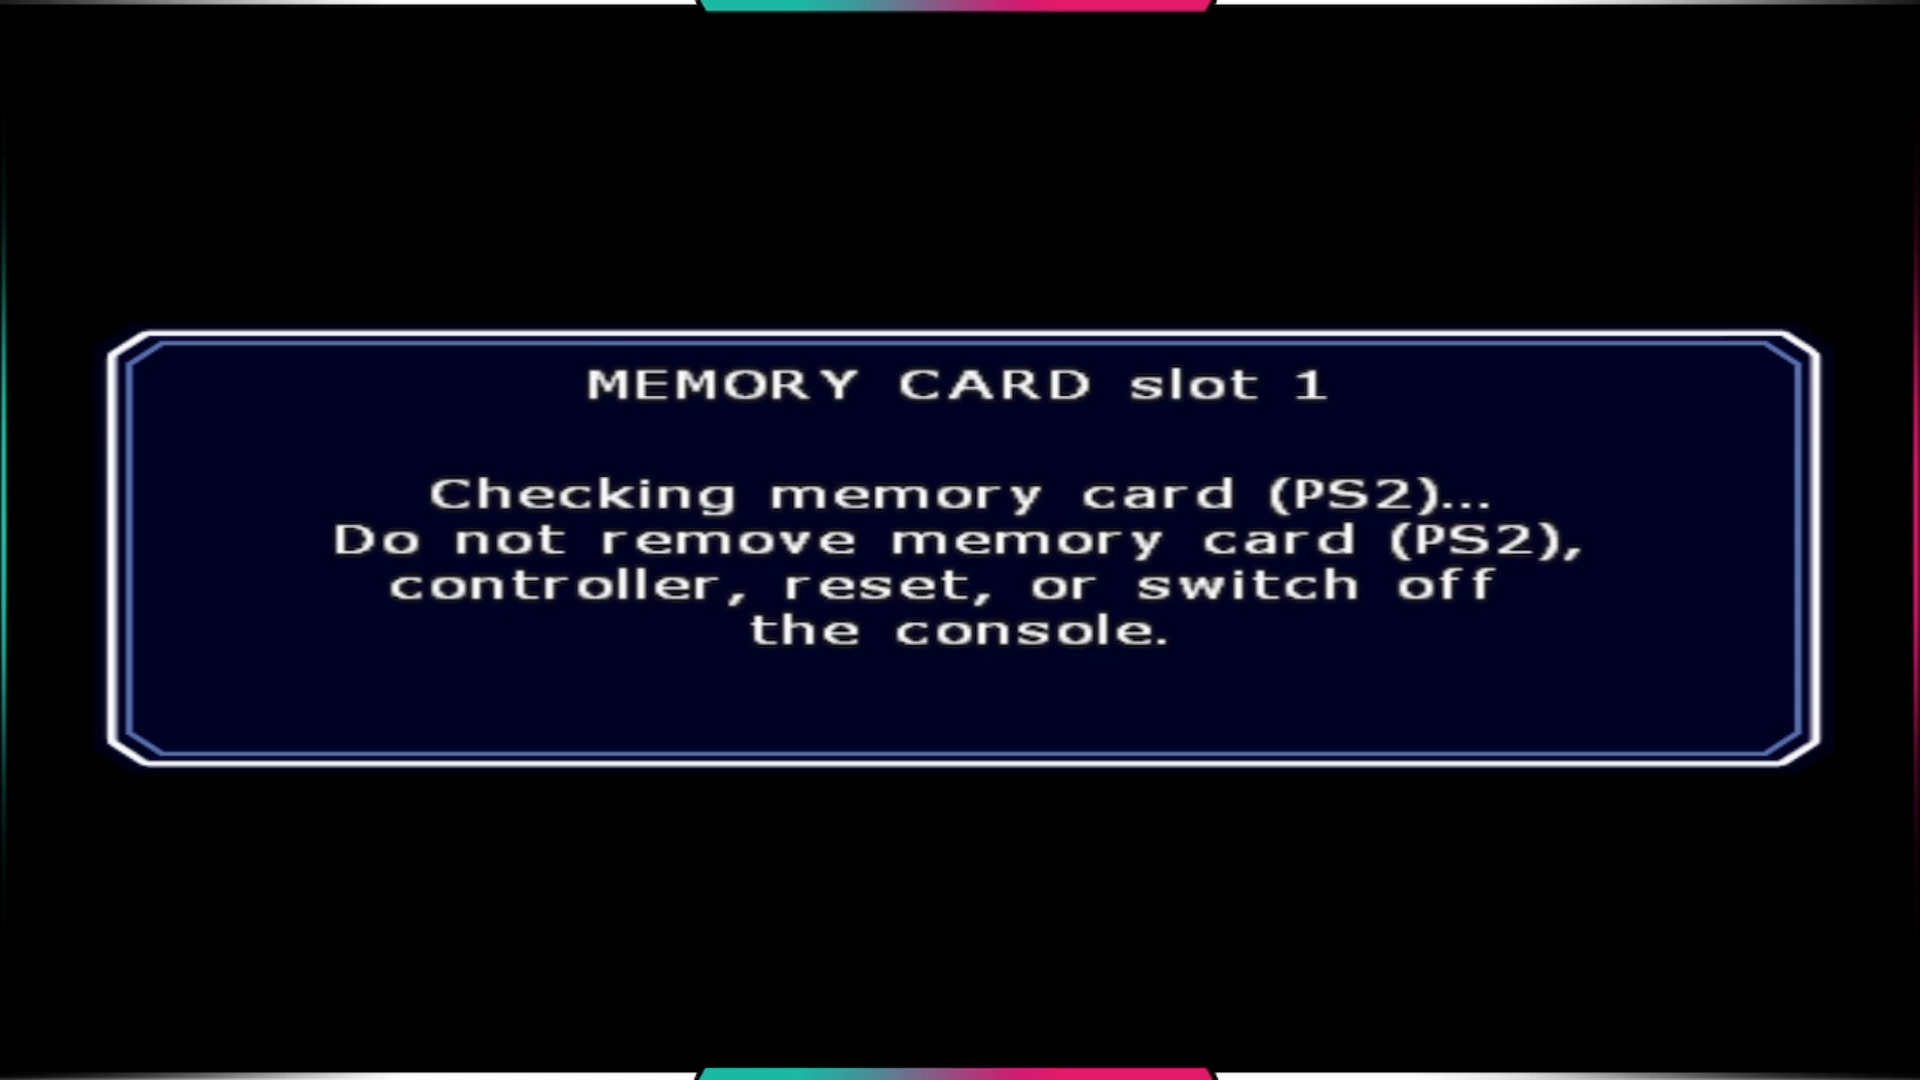 MEMORY CARD slot 1
Checking memory card (PS2)...
Do not remove memory card (PS2),
controller, reset, or switch off
the console.